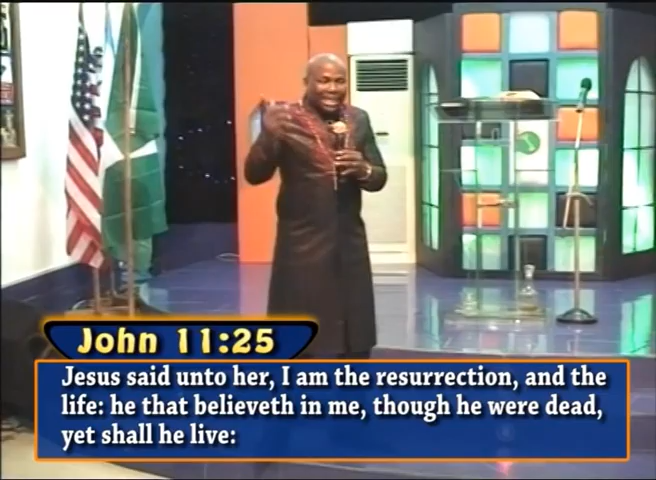 John 11:25
Jesus said unto her, I am the resurrection, and the
life: he that believeth in me, though he were dead,
yet shall he live: